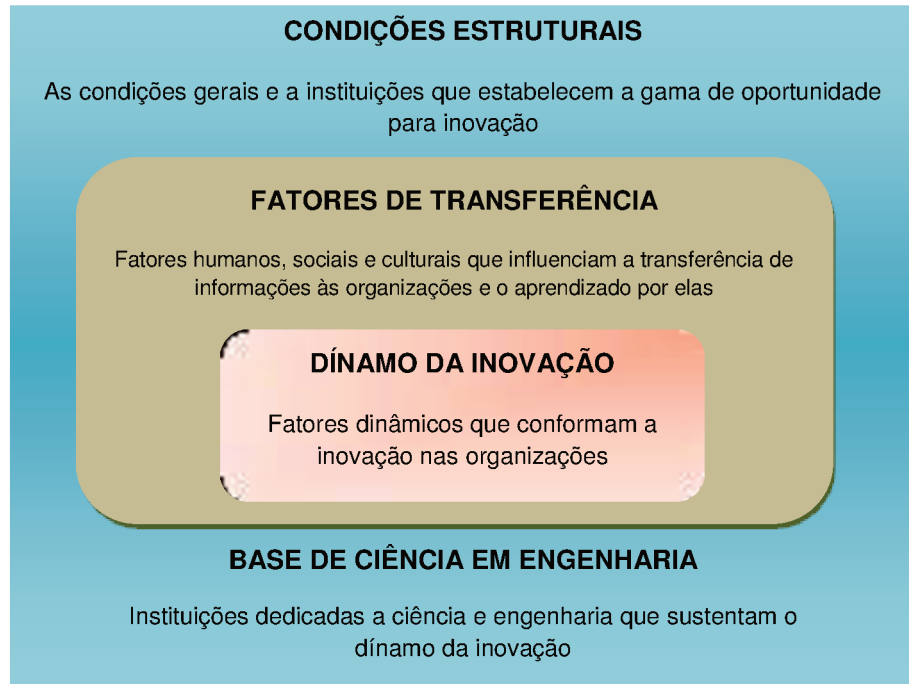 CONDIÇÕES ESTRUTURAIS
As condições gerais e a instituições que estabelecem a gama de oportunidade
para inovação
FATORES DE TRANSFERÊNCIA
Fatores humanos, sociais e culturais que influenciam a transferência de
informações às organizações e o aprendizado por elas
DÍNAMO DA INOVAÇÃO
Fatores dinâmicos que conformam a
inovação nas organizações
BASE DE CIÊNCIA EM ENGENHARIA
Instituições dedicadas a ciência e engenharia que sustentam o
dínamo da inovação